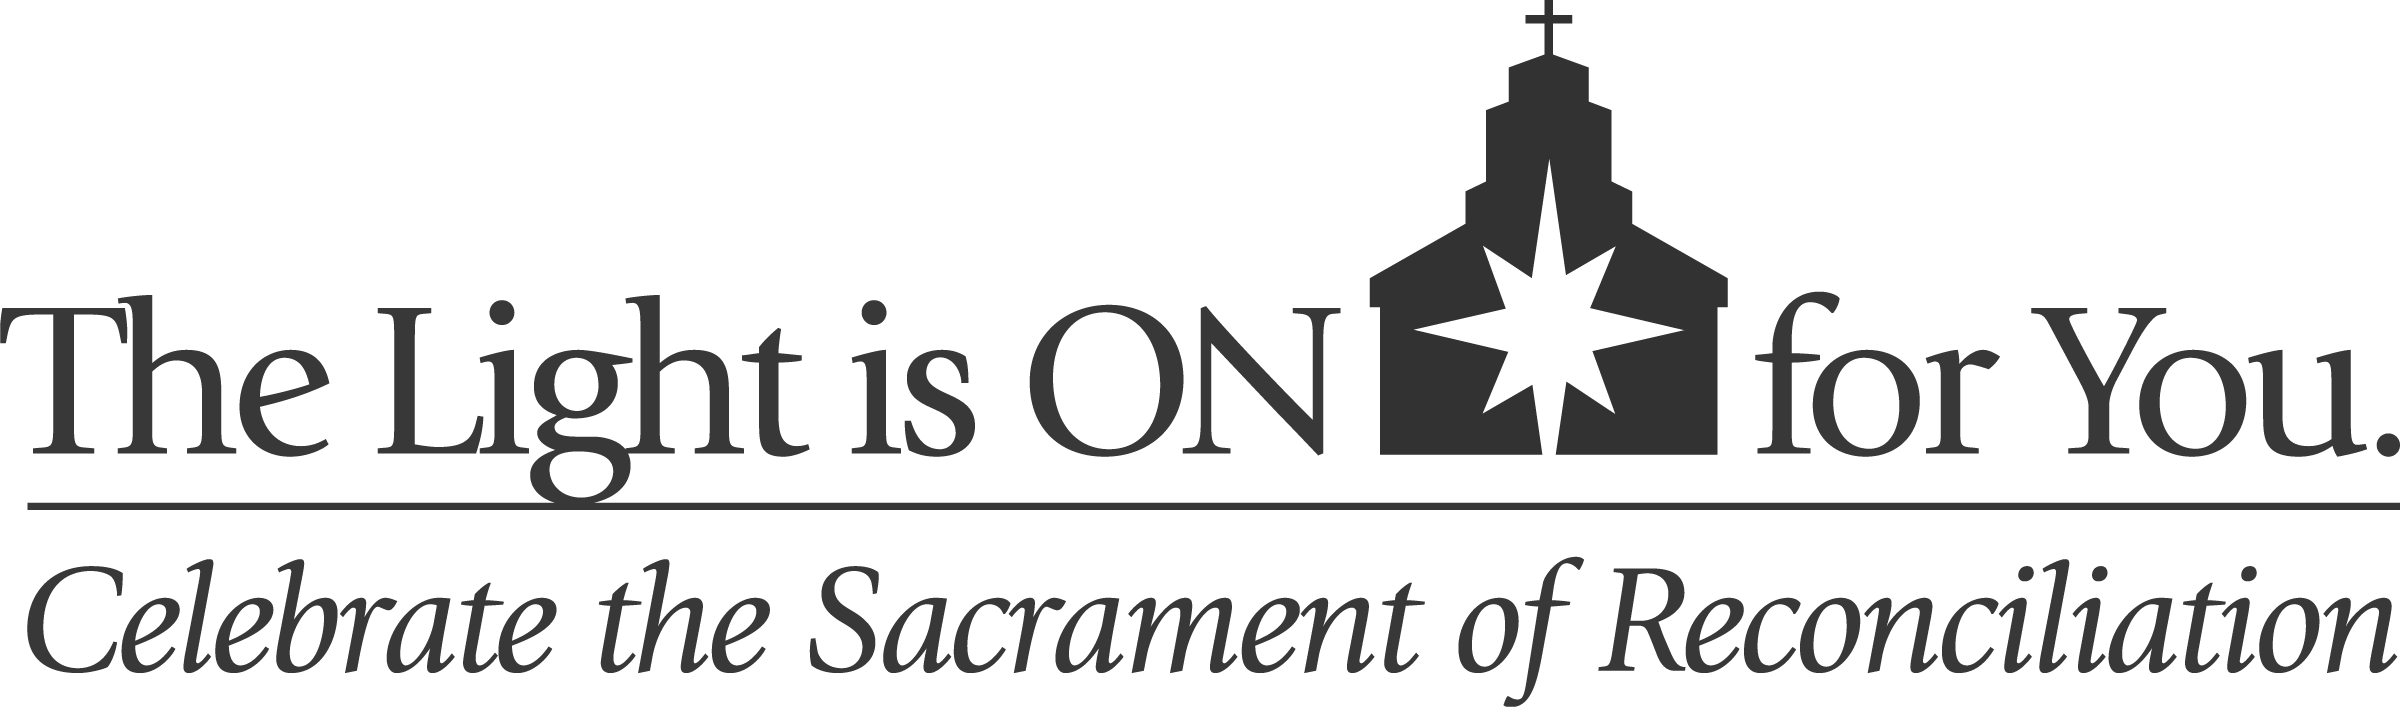 The Light is ON for You.
Celebrate the Sacrament of Reconciliation